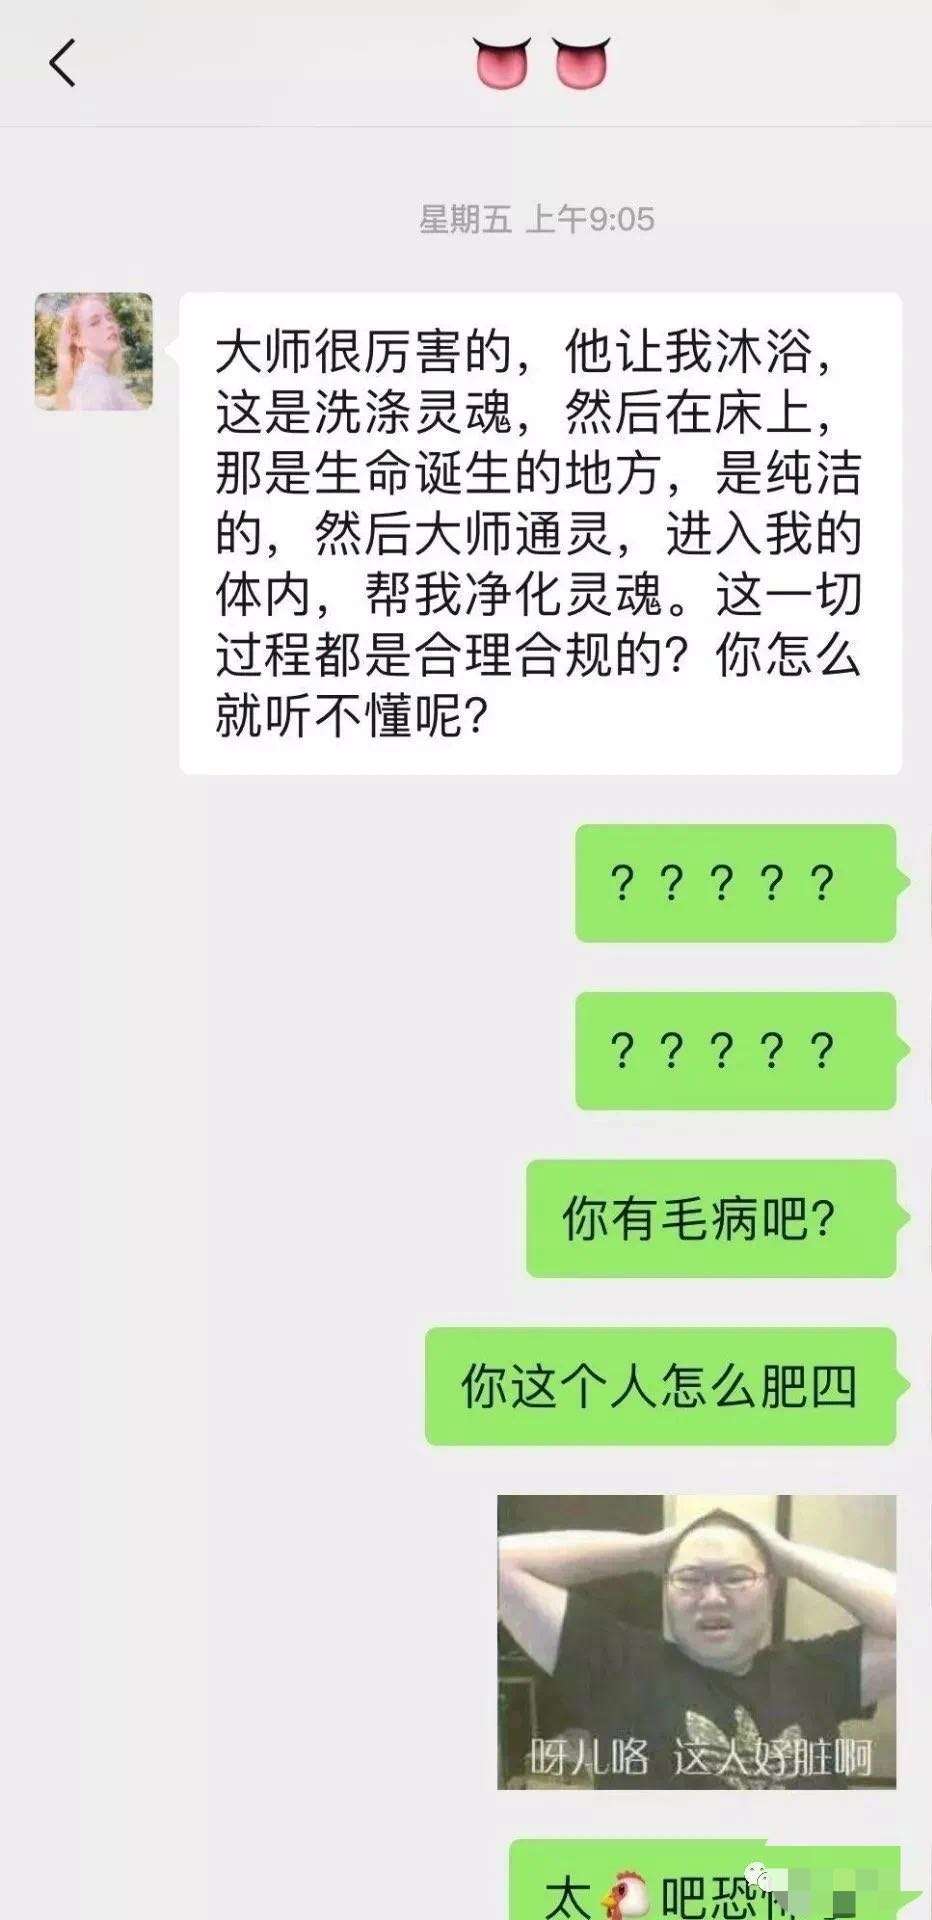 星期五 上午9:05
大师很厉害的，他让我沐浴，
这是洗涤灵魂，然后在床上，
那是生命诞生的地方，是纯洁
的，然后大师通灵，进入我的
体内，帮我净化灵魂。这一切
过程都是合理合规的？你怎么
就听不懂呢？
？？？？？
？？？？？
你有毛病吧？
你这个人怎么肥四
呀儿咯 这人好脏啊
太🐔吧恐